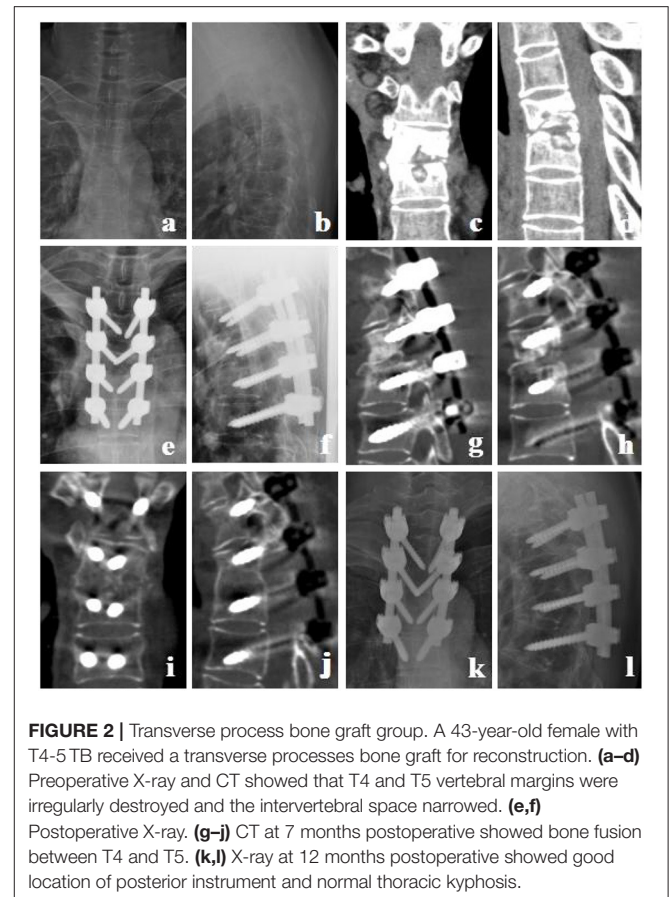 a
b
c
d
e
f
g
h
i
j
k
l
FIGURE 2 | Transverse process bone graft group. A 43-year-old female with
T4-5 TB received a transverse processes bone graft for reconstruction. (a–d)
Preoperative X-ray and CT showed that T4 and T5 vertebral margins were
irregularly destroyed and the intervertebral space narrowed. (e,f)
Postoperative X-ray. (g–j) CT at 7 months postoperative showed bone fusion
between T4 and T5. (k,l) X-ray at 12 months postoperative showed good
location of posterior instrument and normal thoracic kyphosis.